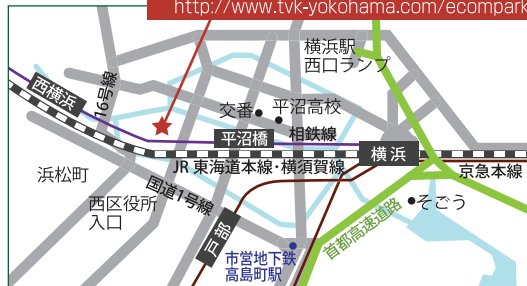 http://www.tvk-yokohama.com/ecompark
横浜駅
西口ランプ
西横浜
16号線
交番
平沼高校
平沼橋
相鉄線
横浜
JR東海道本線・横須賀線
京急本線
浜松町
国道1号線
西区役所
入口
戸部
そごう
首都高速道路
市営地下鉄
高島町駅